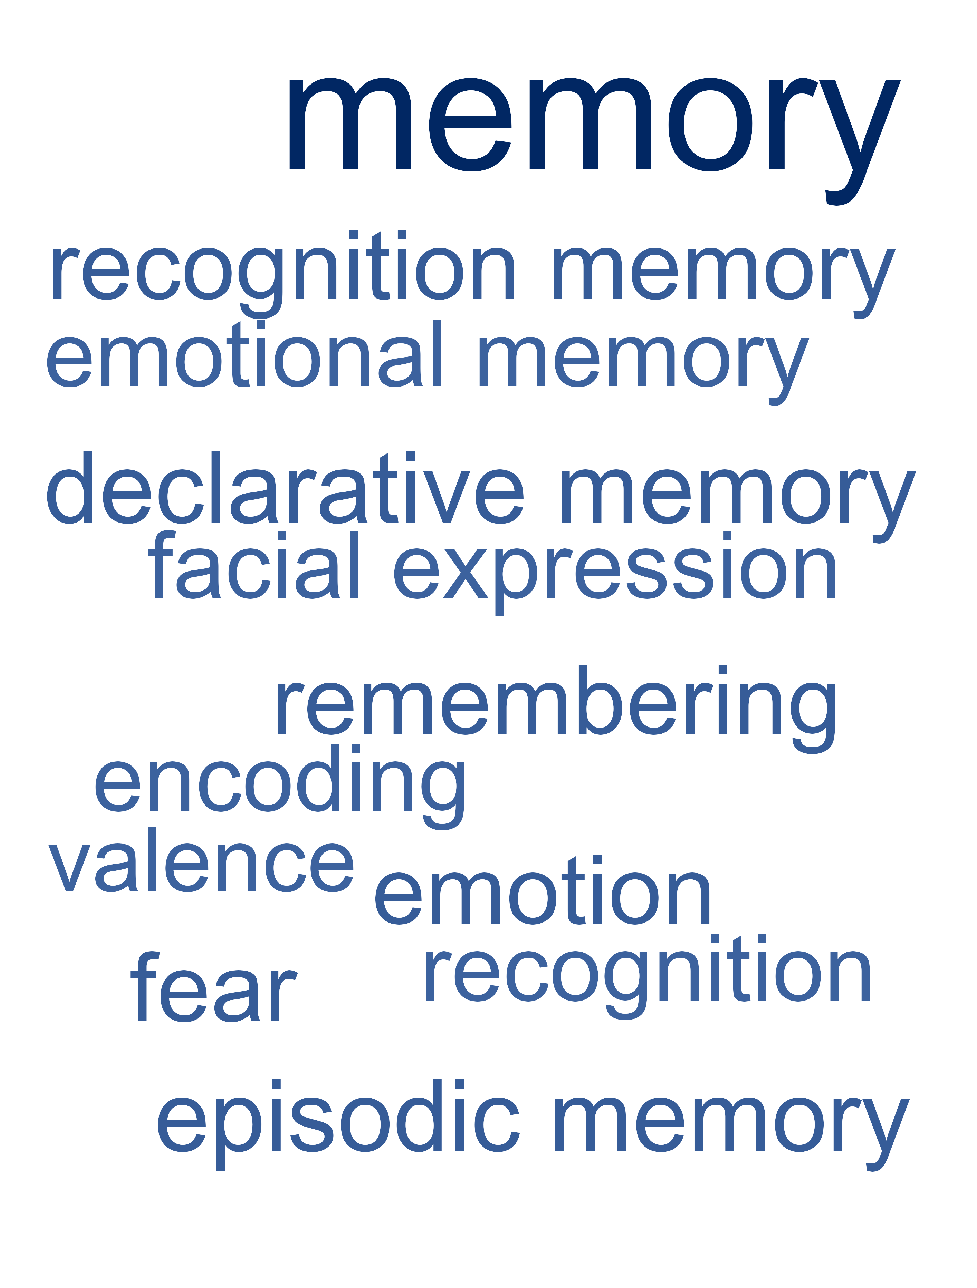 memory
recognition memory
emotional memory
declarative memory
facial expression
remembering
encoding
valence
emotion
fear
recognition
episodic memory